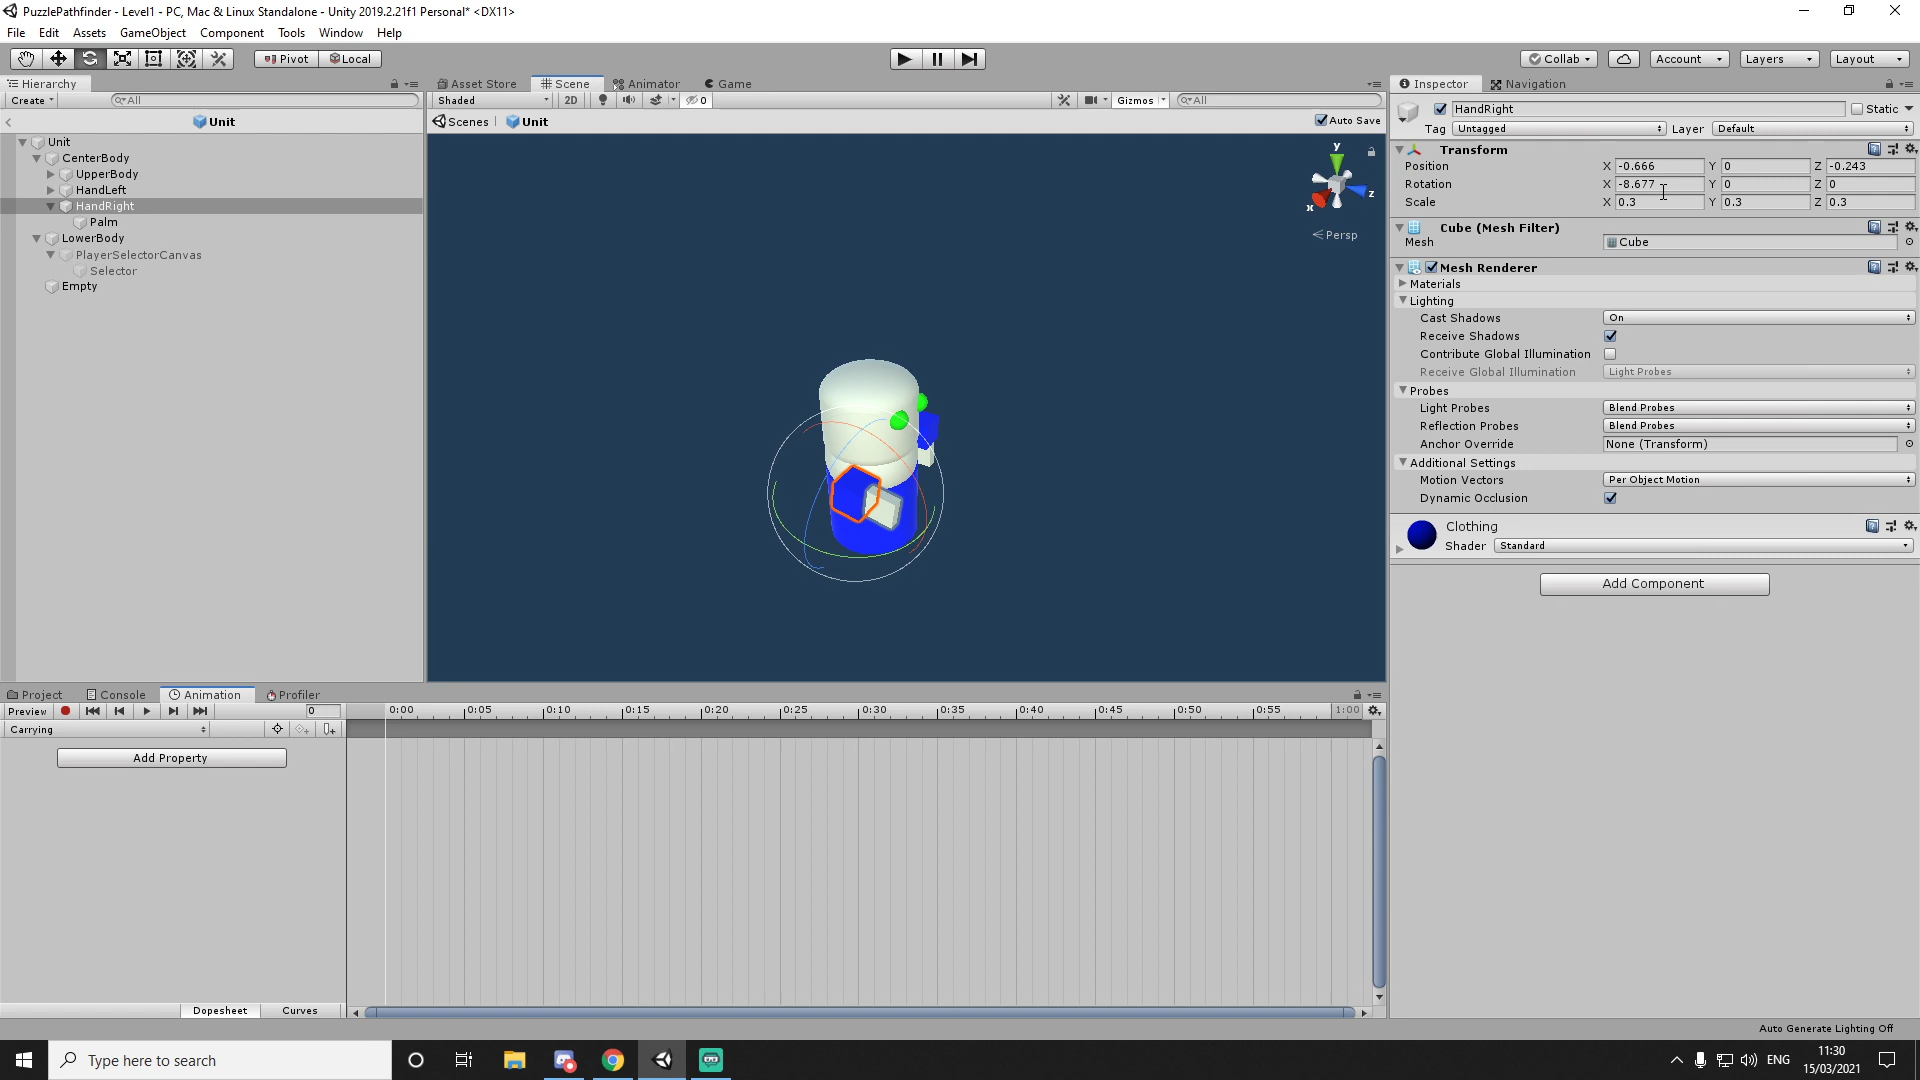 PuzzlePathfinder - Level1 - PC, Mac & Linux Standalone - Unity 2019.2.21f1 Personal* <DX11>
File Edit Assets GameObject Component Tools Window Help
Pivot Local Collab Account Layers Layout
Hierarchy
Create All
Unit
Unit
CenterBody
UpperBody
HandLeft
HandRight
Palm
LowerBody
PlayerSelectorCanvas
Selector
Empty
Asset Store Scene Animator Game
Shaded 2D 0 Gizmos All
Scenes Unit Auto Save
y
z
x
Persp
Inspector Navigation
HandRight Static
Tag Untagged Layer Default
Transform
Position X -0.666 Y 0 Z -0.243
Rotation X -8.677 Y 0 Z 0
Scale X 0.3 Y 0.3 Z 0.3
Cube (Mesh Filter)
Mesh Cube
Mesh Renderer
Materials
Lighting
Cast Shadows On
Receive Shadows
Contribute Global Illumination
Receive Global Illumination Light Probes
Probes
Light Probes Blend Probes
Reflection Probes Blend Probes
Anchor Override None (Transform)
Additional Settings
Motion Vectors Per Object Motion
Dynamic Occlusion
Clothing
Shader Standard
Add Component
Project Console Animation Profiler
Preview 0 0:00 0:05 0:10 0:15 0:20 0:25 0:30 0:35 0:40 0:45 0:50 0:55 1:00
Carrying
Add Property
Dopesheet Curves
Auto Generate Lighting Off
Type here to search
ENG
11:30
15/03/2021